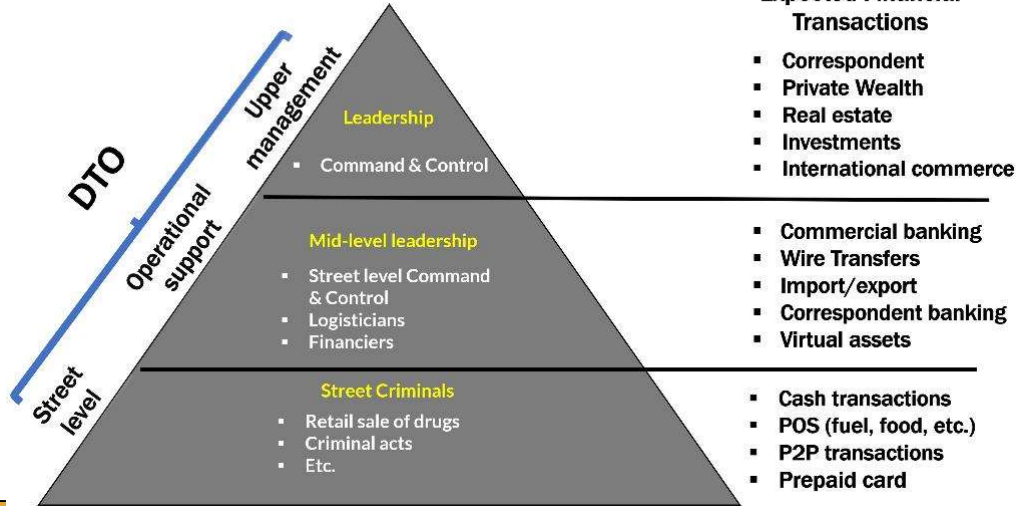 Transactions
▪ Correspondent
▪ Private Wealth
▪ Real estate
▪ Investments
▪ International commerce
Upper
management
Leadership
▪ Command & Control
DTO
Operational
support
Mid-level leadership
▪ Street level Command
& Control
▪ Logisticians
▪ Financiers
▪ Commercial banking
▪ Wire Transfers
▪ Import/export
▪ Correspondent banking
▪ Virtual assets
Street
level
Street Criminals
▪ Retail sale of drugs
▪ Criminal acts
▪ Etc.
▪ Cash transactions
▪ POS (fuel, food, etc.)
▪ P2P transactions
▪ Prepaid card